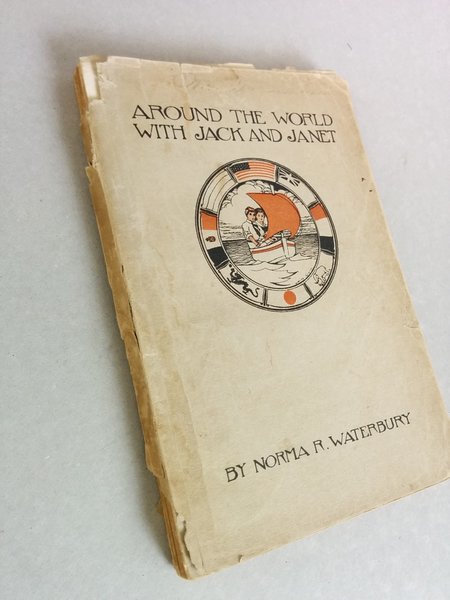 AROUND THE WORLD
WITH JACK AND JANET
BY NORMA R. WATERBURY